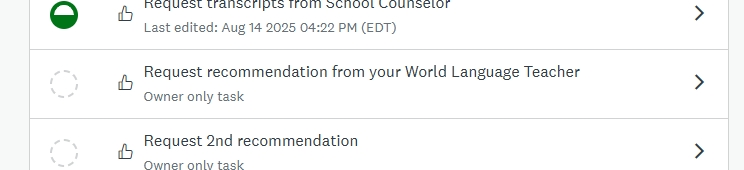 Request transcripts from School Counselor
Last edited: Aug 14 2025 04:22 PM (EDT)
Request recommendation from your World Language Teacher
Owner only task
Request 2nd recommendation
Owner only task